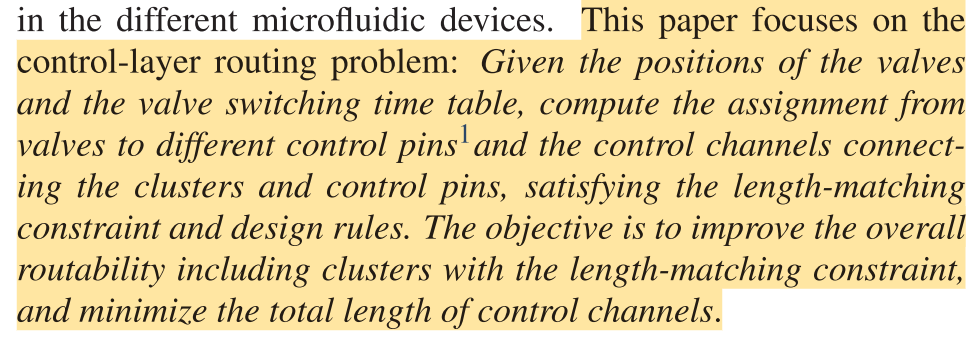 in the different microfluidic devices. This paper focuses on the
control-layer routing problem: Given the positions of the valves
and the valve switching time table, compute the assignment from
valves to different control pins1 and the control channels connect-
ing the clusters and control pins, satisfying the length-matching
constraint and design rules. The objective is to improve the overall
routability including clusters with the length-matching constraint,
and minimize the total length of control channels.